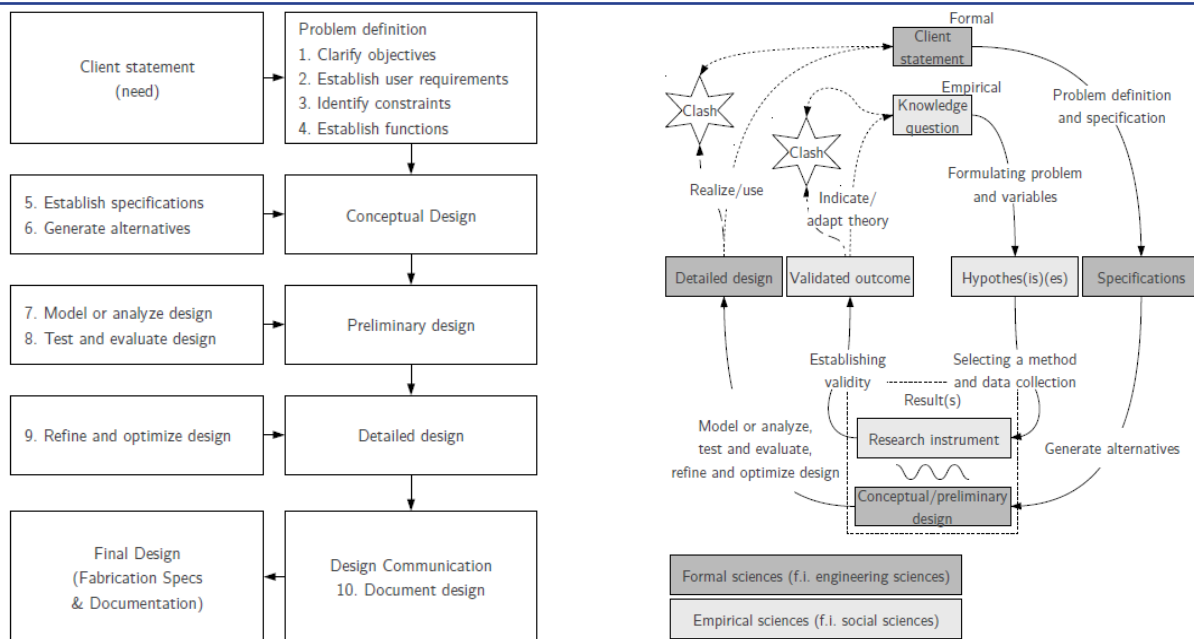 Client statement
(need)
Problem definition
1. Clarify objectives
2. Establish user requirements
3. Identify constraints
4. Establish functions
5. Establish specifications
6. Generate alternatives
Conceptual Design
7. Model or analyze design
8. Test and evaluate design
Preliminary design
9. Refine and optimize design
Detailed design
Final Design
(Fabrication Specs
& Documentation)
Design Communication
10. Document design
Formal
Client
statement
Empirical
Knowledge
question
Clash
Clash
Problem definition
and specification
Formulating problem
and variables
Realize/use
Indicate/
adapt theory
Detailed design
Validated outcome
Hypothes(is)(es)
Specifications
Establishing
validity
Selecting a method
and data collection
Result(s)
Model or analyze,
test and evaluate,
refine and optimize design
Research instrument
Generate alternatives
Conceptual/preliminary
design
Formal sciences (f.i. engineering sciences)
Empirical sciences (f.i. social sciences)